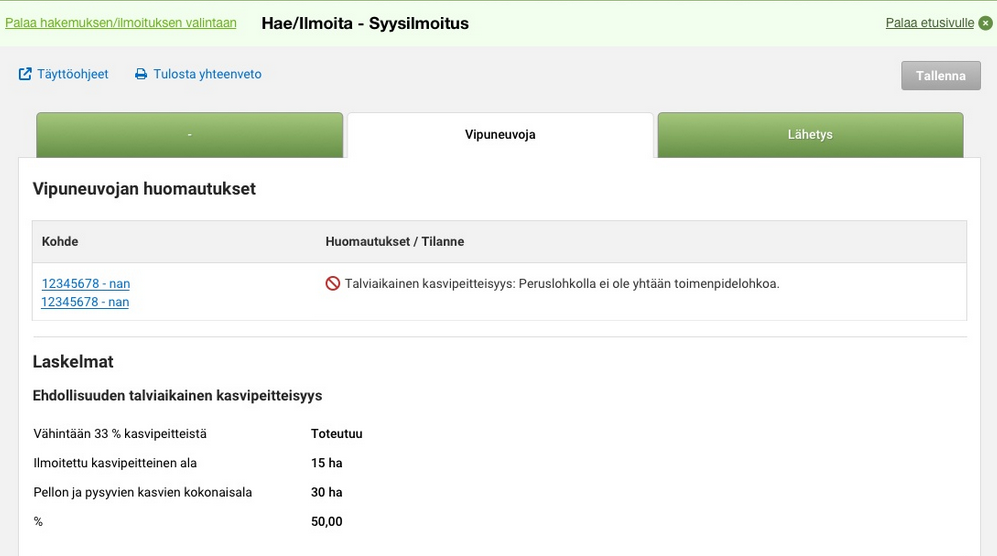 Palaa hakemuksen/ilmoituksen valintaan Hae/Ilmoita - Syysilmoitus Palaa etusivulle
Täyttöohjeet Tulosta yhteenveto Tallenna
- Vipuneuvoja Lähetys
Vipuneuvojan huomautukset
Kohde Huomautukset / Tilanne
12345678 - nan Talviaikainen kasvipeitteisyys: Peruslohkolla ei ole yhtään toimenpidelohkoa.
12345678 - nan
Laskelmat
Ehdollisuuden talviaikainen kasvipeitteisyys
Vähintään 33 % kasvipeitteistä Toteutuu
Ilmoitettu kasvipeitteinen ala 15 ha
Pellon ja pysyvien kasvien kokonaisala 30 ha
% 50,00